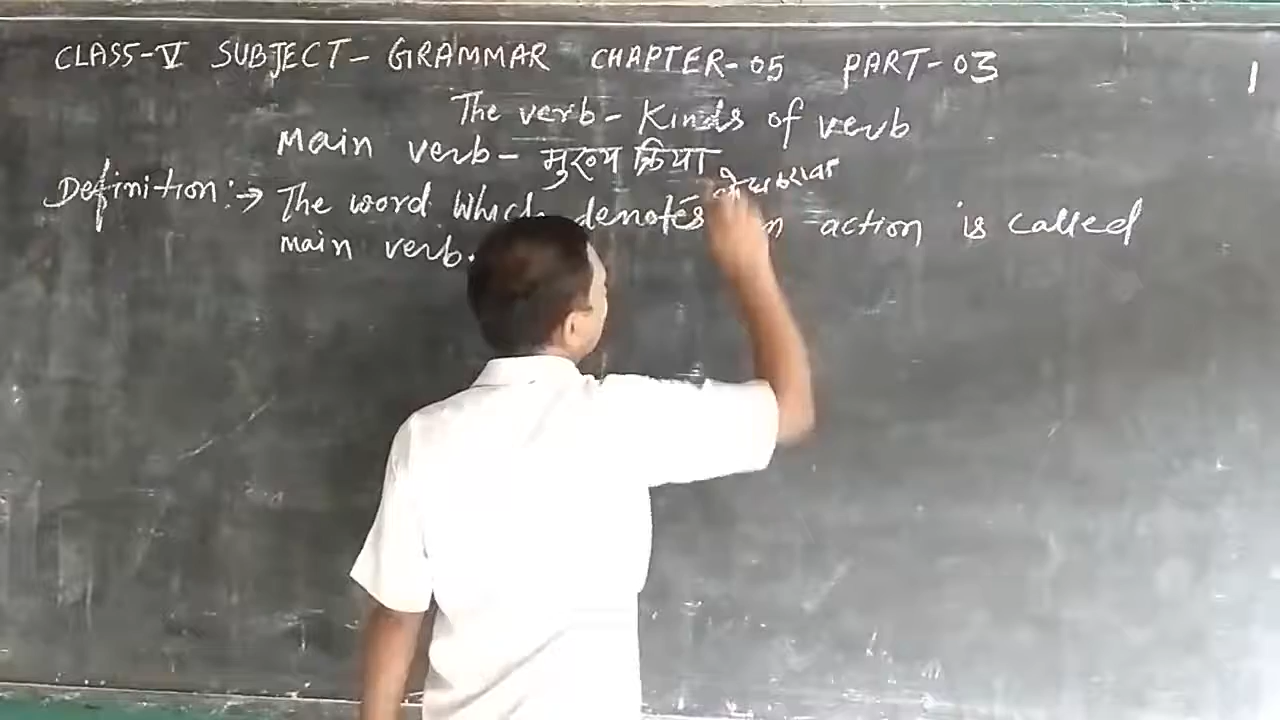 CLASS-V SUBJECT- GRAMMAR CHAPTER-05 PART-03 1
The verb- Kinds of verb
Main verb- मुख्य क्रिया
Definition:→ The word Which denotes an action is called
main verb.